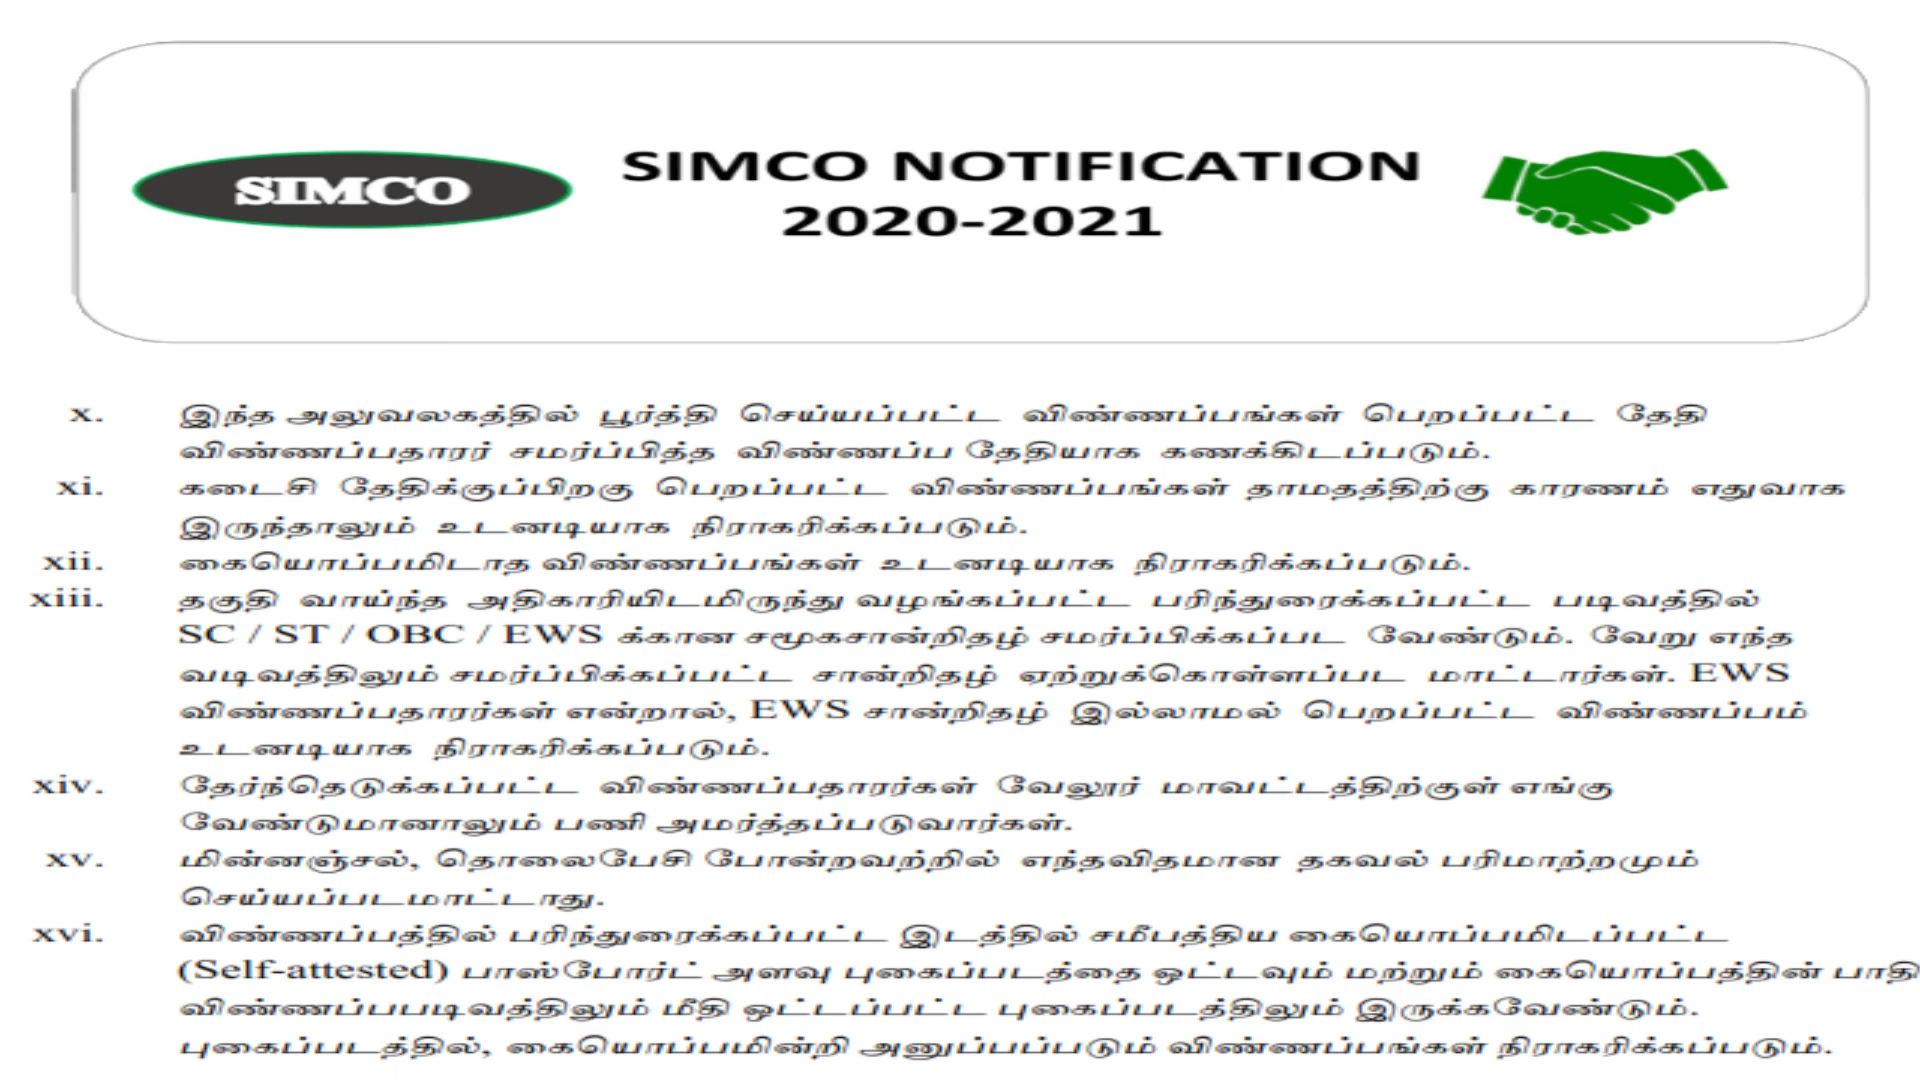 SIMCO
SIMCO NOTIFICATION
2020-2021
x. இந்த அலுவலகத்தில் பூர்த்தி செய்யப்பட்ட விண்ணப்பங்கள் பெறப்பட்ட தேதி
விண்ணப்பதாரர் சமர்ப்பித்த விண்ணப்ப தேதியாக கணக்கிடப்படும்.
xi. கடைசி தேதிக்குப்பிறகு பெறப்பட்ட விண்ணப்பங்கள் தாமதத்திற்கு காரணம் எதுவாக
இருந்தாலும் உடனடியாக நிராகரிக்கப்படும்.
xii. கையொப்பமிடாத விண்ணப்பங்கள் உடனடியாக நிராகரிக்கப்படும்.
xiii. தகுதி வாய்ந்த அதிகாரியிடமிருந்து வழங்கப்பட்ட பரிந்துரைக்கப்பட்ட படிவத்தில்
SC / ST / OBC / EWS க்கான சமூகசான்றிதழ் சமர்ப்பிக்கப்பட வேண்டும். வேறு எந்த
வடிவத்திலும் சமர்ப்பிக்கப்பட்ட சான்றிதழ் ஏற்றுக்கொள்ளப்பட மாட்டார்கள். EWS
விண்ணப்பதாரர்கள் என்றால், EWS சான்றிதழ் இல்லாமல் பெறப்பட்ட விண்ணப்பம்
உடனடியாக நிராகரிக்கப்படும்.
xiv. தேர்ந்தெடுக்கப்பட்ட விண்ணப்பதாரர்கள் வேலூர் மாவட்டத்திற்குள் எங்கு
வேண்டுமானாலும் பணி அமர்த்தப்படுவார்கள்.
xv. மின்னஞ்சல், தொலைபேசி போன்றவற்றில் எந்தவிதமான தகவல் பரிமாற்றமும்
செய்யப்படமாட்டாது.
xvi. விண்ணப்பத்தில் பரிந்துரைக்கப்பட்ட இடத்தில் சமீபத்திய கையொப்பமிடப்பட்ட
(Self-attested) பாஸ்போர்ட் அளவு புகைப்படத்தை ஒட்டவும் மற்றும் கையொப்பத்தின் பாதி
விண்ணப்பபடிவத்திலும் மீதி ஒட்டப்பட்ட புகைப்படத்திலும் இருக்கவேண்டும்.
புகைப்படத்தில், கையொப்பமின்றி அனுப்பப்படும் விண்ணப்பங்கள் நிராகரிக்கப்படும்.